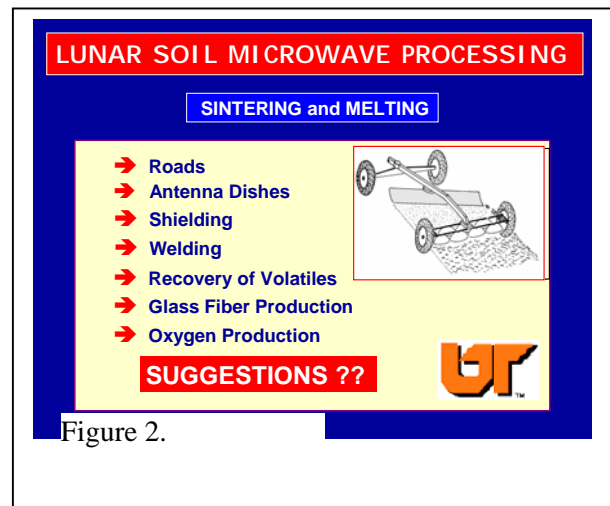 LUNAR SOIL MICROWAVE PROCESSING
SINTERING and MELTING
Roads
Antenna Dishes
Shielding
Welding
Recovery of Volatiles
Glass Fiber Production
Oxygen Production
SUGGESTIONS ??
UT
TM
Figure 2.